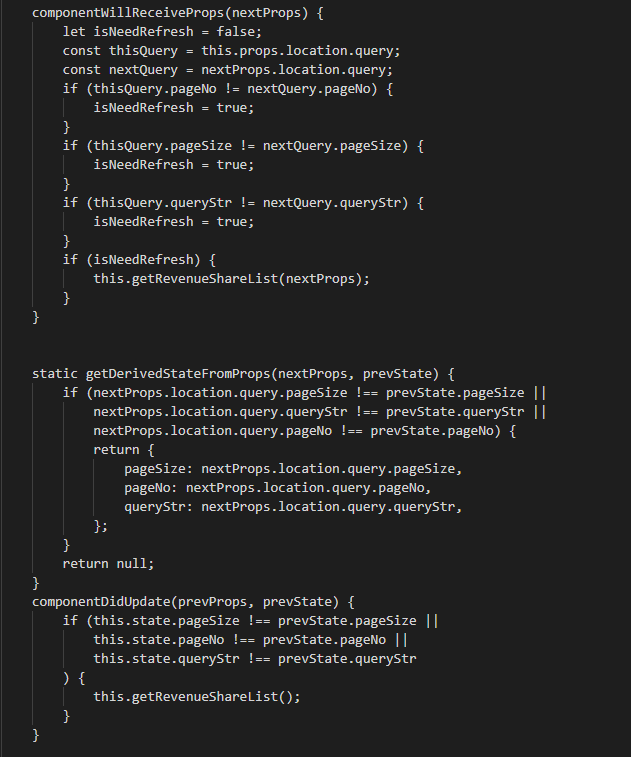 componentWillReceiveProps(nextProps) {
    let isNeedRefresh = false;
    const thisQuery = this.props.location.query;
    const nextQuery = nextProps.location.query;
    if (thisQuery.pageNo != nextQuery.pageNo) {
        isNeedRefresh = true;
    }
    if (thisQuery.pageSize != nextQuery.pageSize) {
        isNeedRefresh = true;
    }
    if (thisQuery.queryStr != nextQuery.queryStr) {
        isNeedRefresh = true;
    }
    if (isNeedRefresh) {
        this.getRevenueShareList(nextProps);
    }
}
static getDerivedStateFromProps(nextProps, prevState) {
    if (nextProps.location.query.pageSize !== prevState.pageSize ||
        nextProps.location.query.queryStr !== prevState.queryStr ||
        nextProps.location.query.pageNo !== prevState.pageNo) {
        return {
            pageSize: nextProps.location.query.pageSize,
            pageNo: nextProps.location.query.pageNo,
            queryStr: nextProps.location.query.queryStr,
        };
    }
    return null;
}
componentDidUpdate(prevProps, prevState) {
    if (this.state.pageSize !== prevState.pageSize ||
        this.state.pageNo !== prevState.pageNo ||
        this.state.queryStr !== prevState.queryStr
    ) {
        this.getRevenueShareList();
    }
}